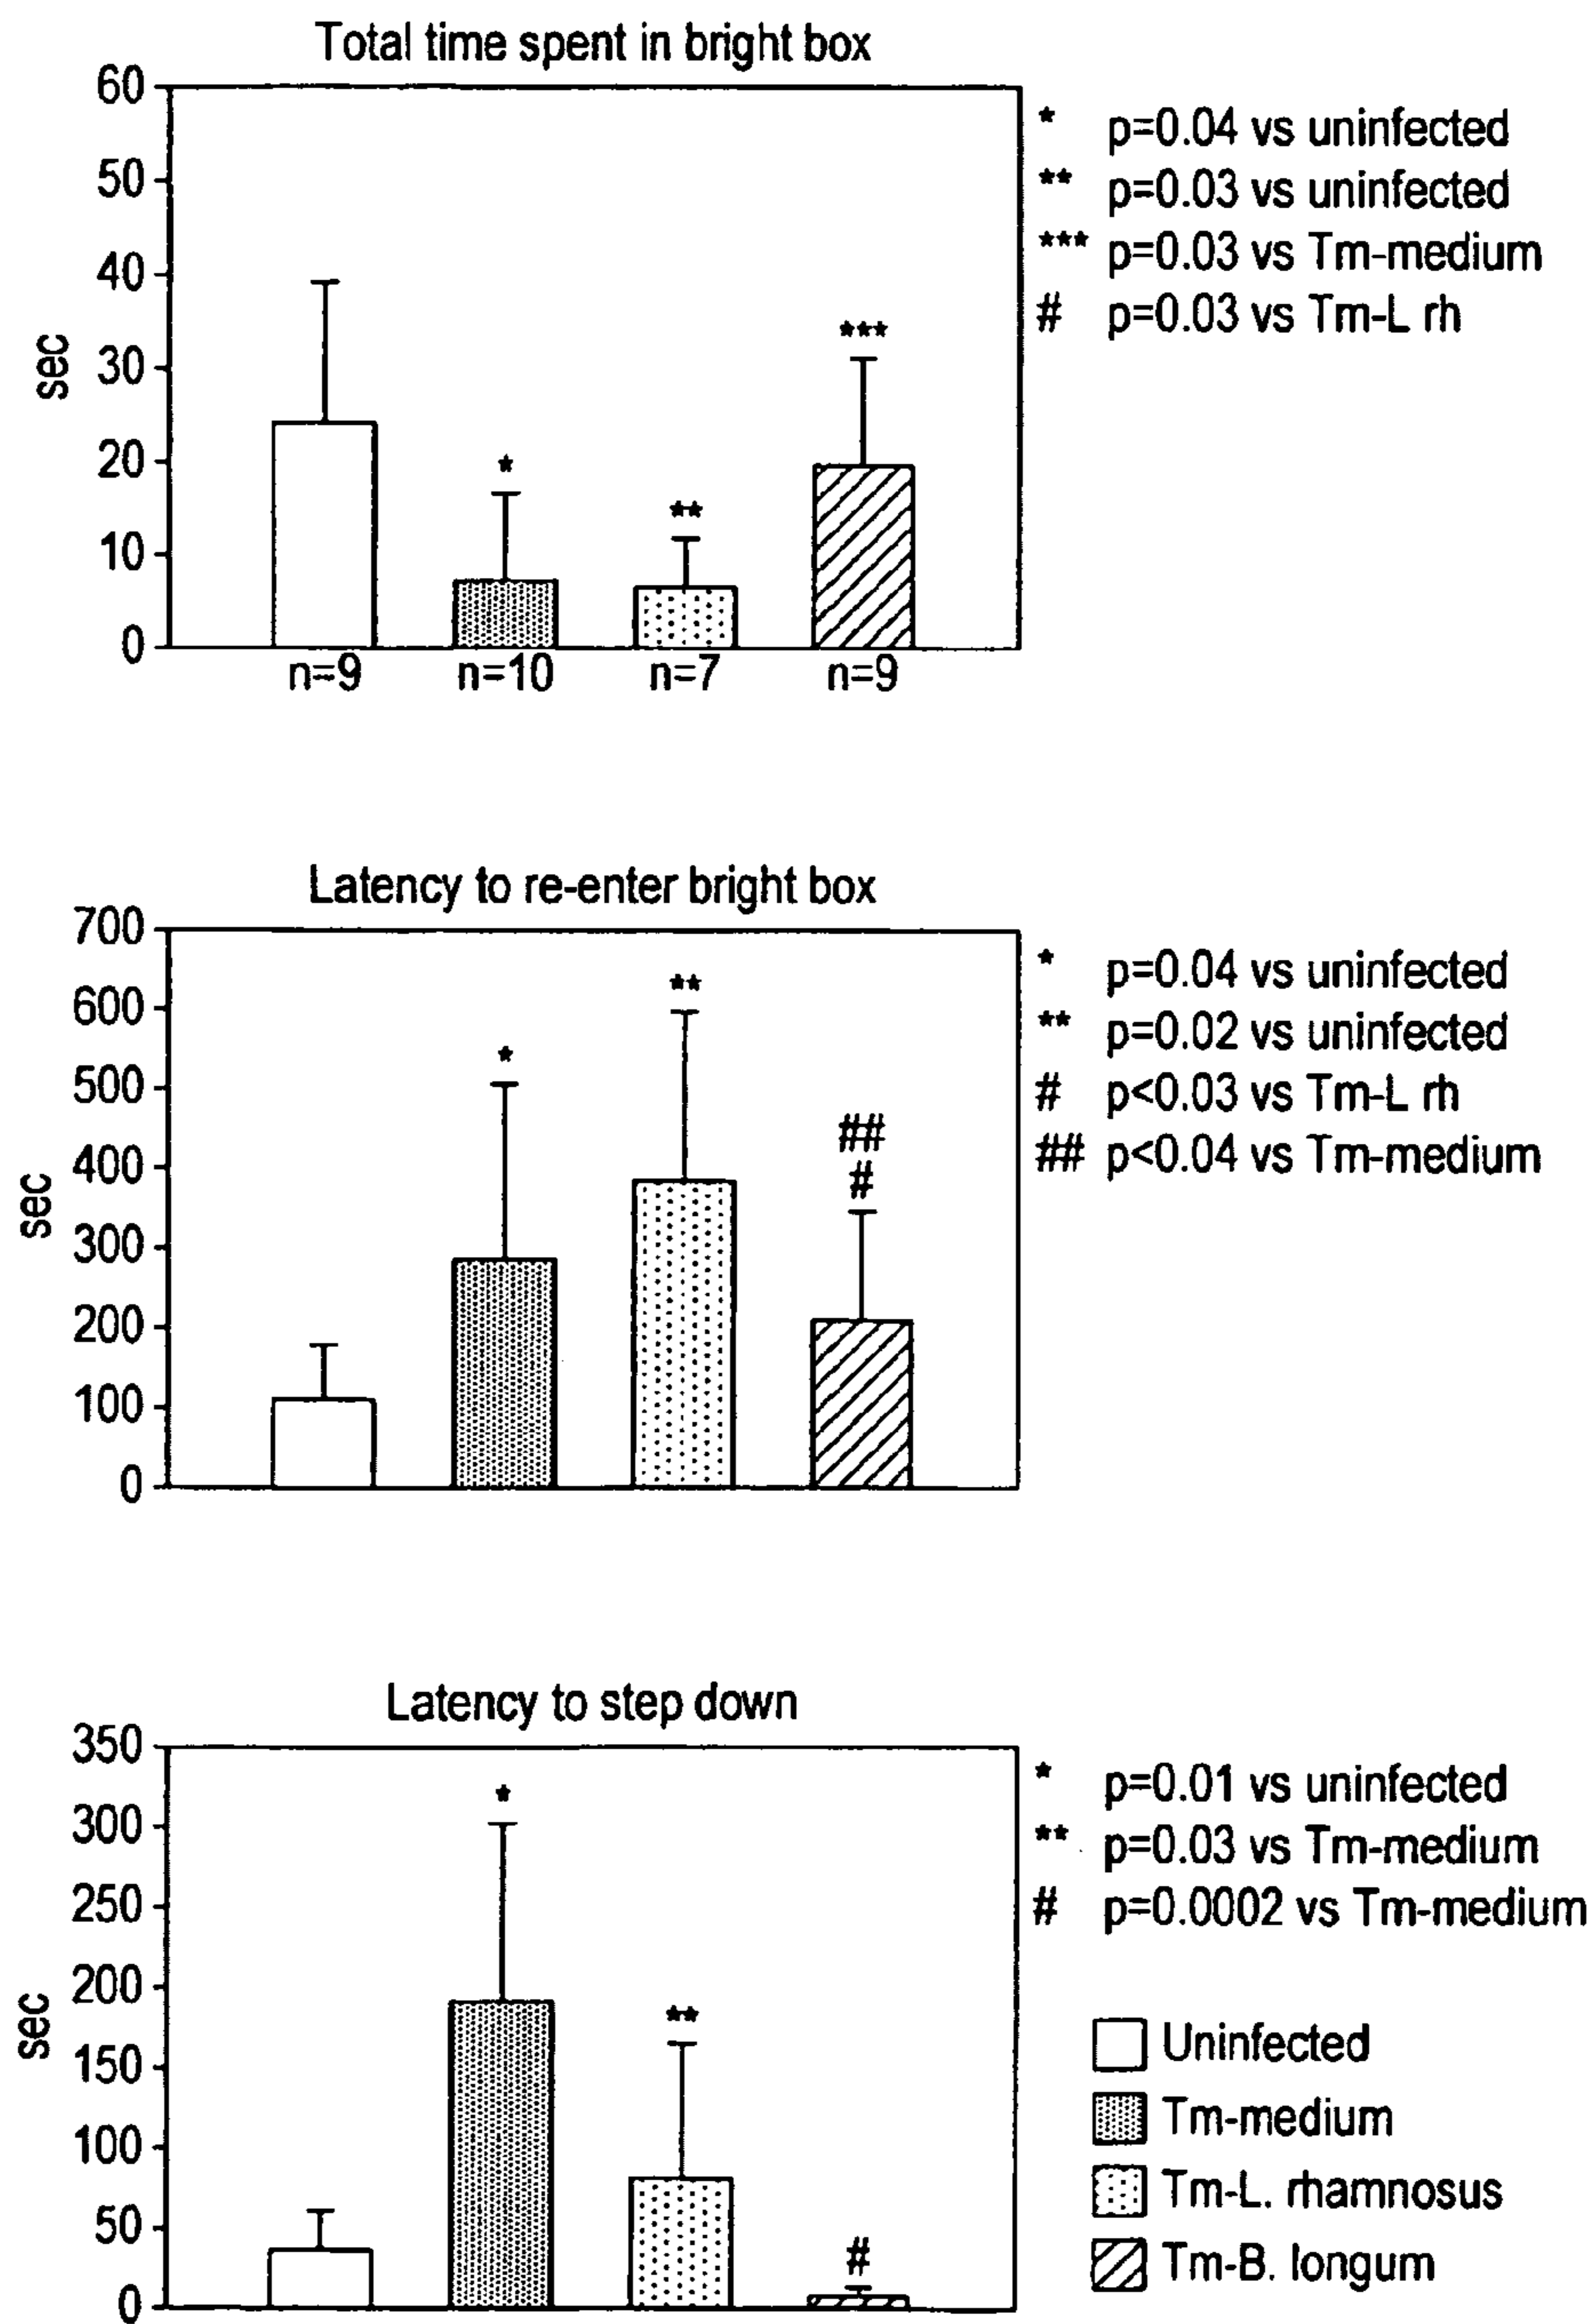 Total time spent in bright box
60
50
40
30
20
10
0
sec
*
**
***
n=9
n=10
n=7
n=9
* p=0.04 vs uninfected
** p=0.03 vs uninfected
*** p=0.03 vs Tm-medium
# p=0.03 vs Tm-L rh
Latency to re-enter bright box
700
600
500
400
300
200
100
0
sec
*
**
##
#
* p=0.04 vs uninfected
** p=0.02 vs uninfected
# p<0.03 vs Tm-L rh
## p<0.04 vs Tm-medium
Latency to step down
350
300
250
200
150
100
50
0
sec
*
**
#
* p=0.01 vs uninfected
** p=0.03 vs Tm-medium
# p=0.0002 vs Tm-medium
Uninfected
Tm-medium
Tm-L. rhamnosus
Tm-B. longum